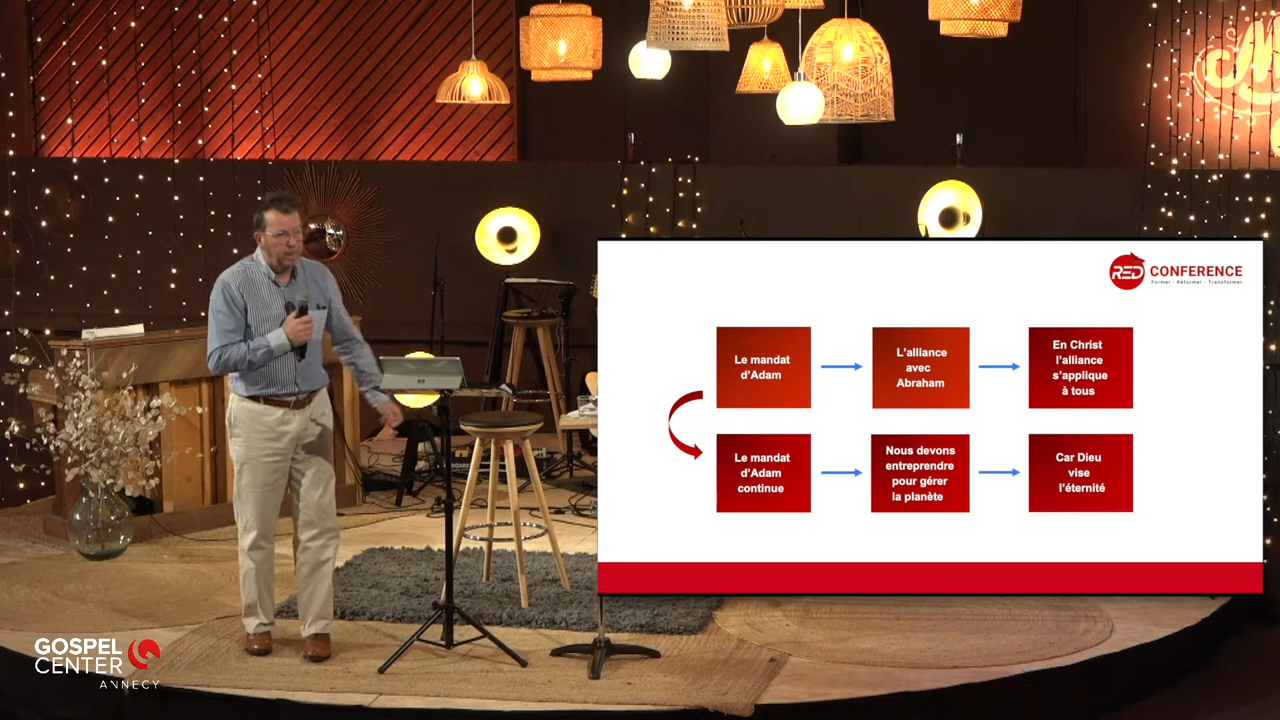 RED CONFERENCE
Former - Réformer - Transformer
Le mandat
d'Adam
L'alliance
avec
Abraham
En Christ
l'alliance
s'applique
à tous
Le mandat
d'Adam
continue
Nous devons
entreprendre
pour gérer
la planète
Car Dieu
vise
l'éternité
GOSPEL
CENTER
ANNECY